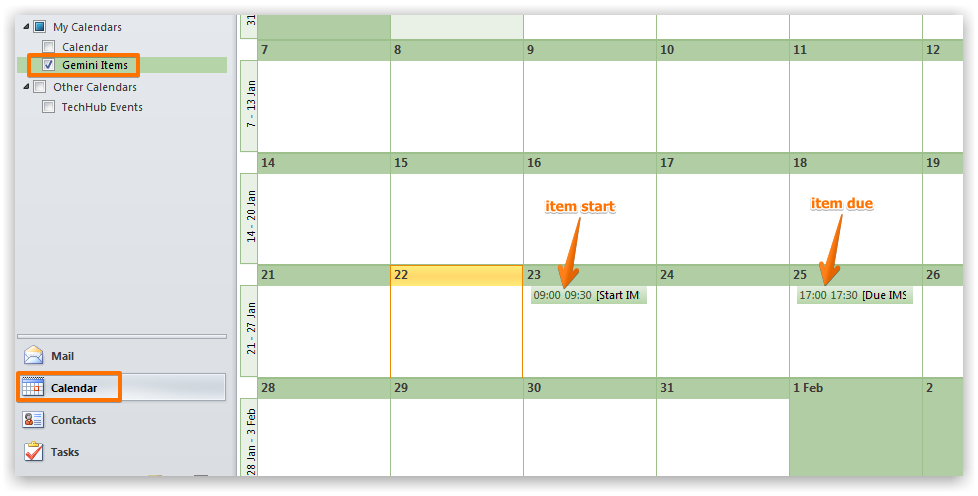 My Calendars
Calendar
Gemini Items
Other Calendars
TechHub Events
Mail
Calendar
Contacts
Tasks
31
7 8 9 10 11 12
7 - 13 Jan
14 15 16 17 18 19
14 - 20 Jan
item start item due
21 22 23 24 25 26
21 - 27 Jan
09:00 09:30 [Start IM 17:00 17:30 [Due IMS
28 29 30 31 1 Feb 2
28 Jan - 3 Feb